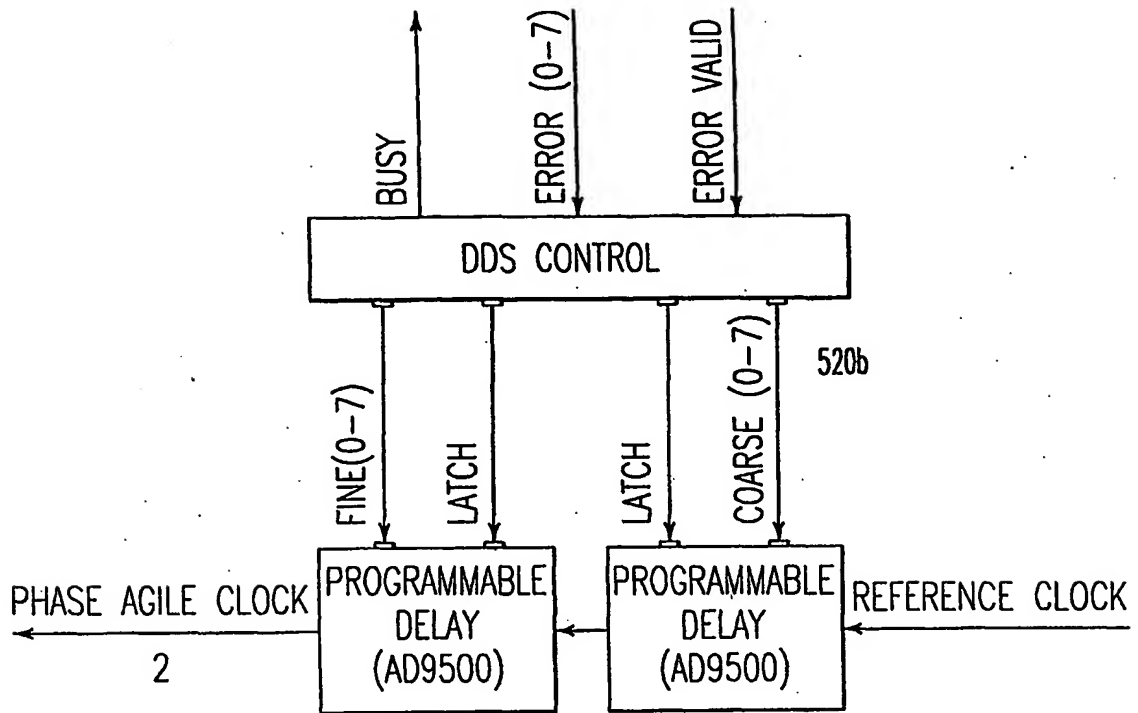 BUSY
ERROR (0-7)
ERROR VALID
DDS CONTROL
FINE(0-7)
LATCH
LATCH
COARSE (0-7)
520b
PHASE AGILE CLOCK
2
PROGRAMMABLE
DELAY
(AD9500)
PROGRAMMABLE
DELAY
(AD9500)
REFERENCE CLOCK